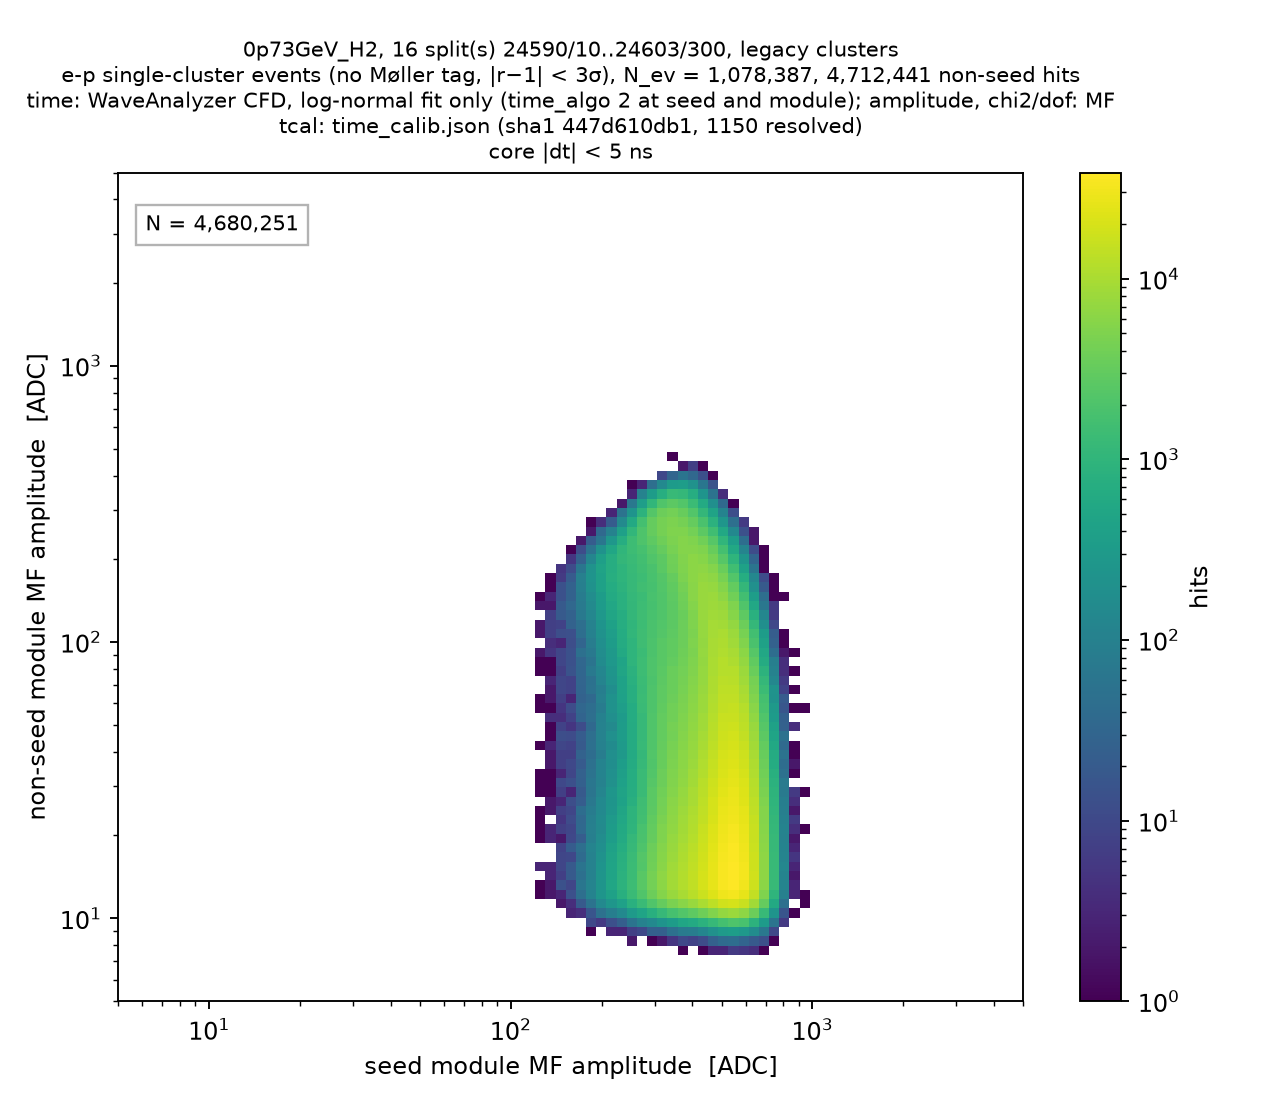 0p73GeV_H2, 16 split(s) 24590/10..24603/300, legacy clusters
e-p single-cluster events (no Møller tag, |r−1| < 3σ), N_ev = 1,078,387, 4,712,441 non-seed hits
time: WaveAnalyzer CFD, log-normal fit only (time_algo 2 at seed and module); amplitude, chi2/dof: MF
tcal: time_calib.json (sha1 447d610db1, 1150 resolved)
core |dt| < 5 ns
N = 4,680,251
non-seed module MF amplitude [ADC]
10³
10²
10¹
10¹
10²
10³
seed module MF amplitude [ADC]
10⁴
10³
10²
10¹
10⁰
hits